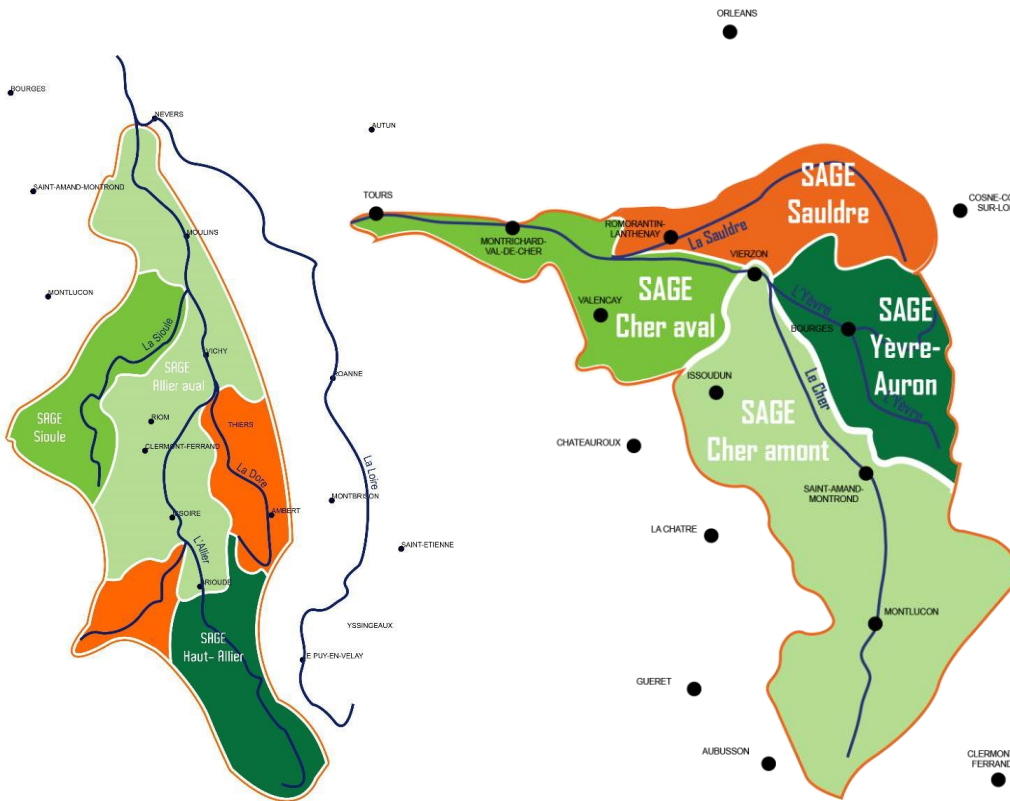 BOURGES
NEVERS
AUTUN
SAINT-AMAND-MONTROND
MOULINS
MONTLUCON
La Sioule
VICHY
SAGE
Allier aval
ROANNE
SAGE
Sioule
RIOM
THIERS
CLERMONT-FERRAND
La Dore
La Loire
MONTBRISON
ISSOIRE
AMBERT
L'Allier
SAINT-ETIENNE
BRIOUDE
YSSINGEAUX
SAGE
Haut- Allier
E PUY-EN-VELAY
ORLEANS
TOURS
SAGE
Sauldre
COSNE-CO
SUR-LO
ROMORANTIN-
LANTHENAY
La Sauldre
MONTRICHARD-
VAL-DE-CHER
VIERZON
SAGE
Cher aval
VALENCAY
L'Yèvre
BOURGES
SAGE
Yèvre-
Auron
L'Yèvre
ISSOUDUN
Le Cher
SAGE
Cher amont
CHATEAUROUX
SAINT-AMAND-
MONTROND
LA CHATRE
MONTLUCON
GUERET
AUBUSSON
CLERMONT
FERRAND